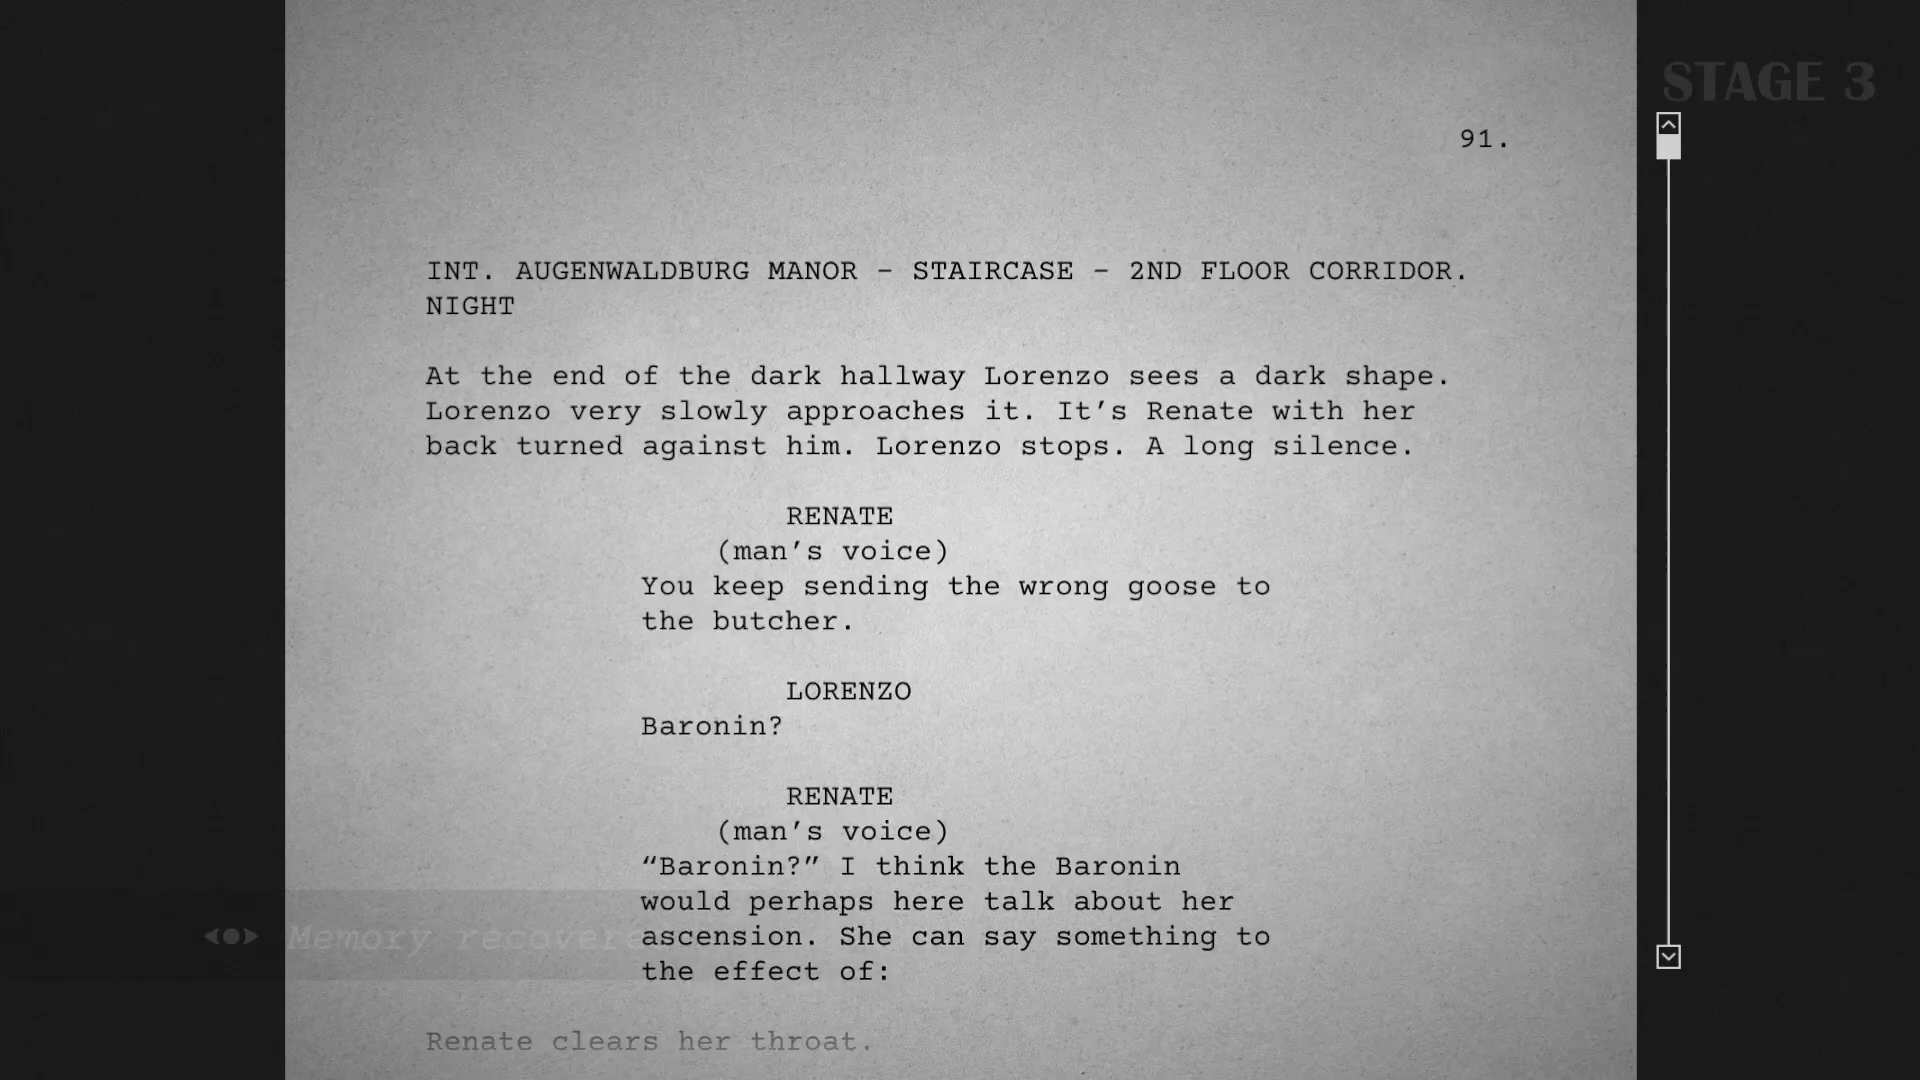 STAGE 3
91.
INT. AUGENWALDBURG MANOR – STAIRCASE – 2ND FLOOR CORRIDOR.
NIGHT
At the end of the dark hallway Lorenzo sees a dark shape.
Lorenzo very slowly approaches it. It’s Renate with her
back turned against him. Lorenzo stops. A long silence.
RENATE
(man’s voice)
You keep sending the wrong goose to
the butcher.
LORENZO
Baronin?
RENATE
(man’s voice)
“Baronin?” I think the Baronin
would perhaps here talk about her
ascension. She can say something to
the effect of:
Memory
Renate clears her throat.